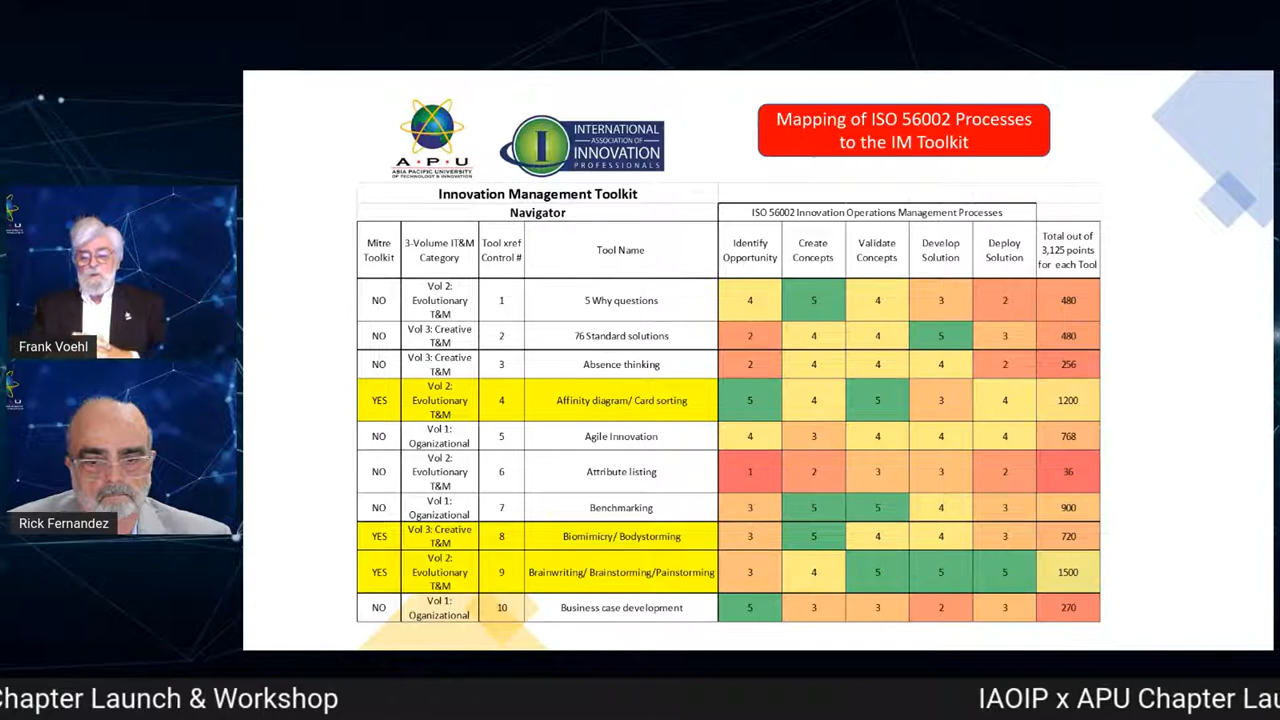 A · P · U
ASIA PACIFIC UNIVERSITY
OF TECHNOLOGY & INNOVATION
I
INTERNATIONAL
ASSOCIATION OF
INNOVATION
PROFESSIONALS
Mapping of ISO 56002 Processes
to the IM Toolkit
Innovation Management Toolkit
Navigator
ISO 56002 Innovation Operations Management Processes
Mitre Toolkit 3-Volume IT&M Category Tool xref Control # Tool Name Identify Opportunity Create Concepts Validate Concepts Develop Solution Deploy Solution Total out of 3,125 points for each Tool
NO Vol 2: Evolutionary T&M 1 5 Why questions 4 5 4 3 2 480
NO Vol 3: Creative T&M 2 76 Standard solutions 2 4 4 5 3 480
NO Vol 3: Creative T&M 3 Absence thinking 2 4 4 4 2 256
YES Vol 2: Evolutionary T&M 4 Affinity diagram/ Card sorting 5 4 5 3 4 1200
NO Vol 1: Oganizational 5 Agile Innovation 4 3 4 4 4 768
NO Vol 2: Evolutionary T&M 6 Attribute listing 1 2 3 3 2 36
NO Vol 1: Oganizational 7 Benchmarking 3 5 5 4 3 900
YES Vol 3: Creative T&M 8 Biomimicry/ Bodystorming 3 5 4 4 3 720
YES Vol 2: Evolutionary T&M 9 Brainwriting/ Brainstorming/Painstorming 3 4 5 5 5 1500
NO Vol 1: Oganizational 10 Business case development 5 3 3 2 3 270
Frank Voehl
Rick Fernandez
Chapter Launch & Workshop
IAOIP x APU Chapter Lau